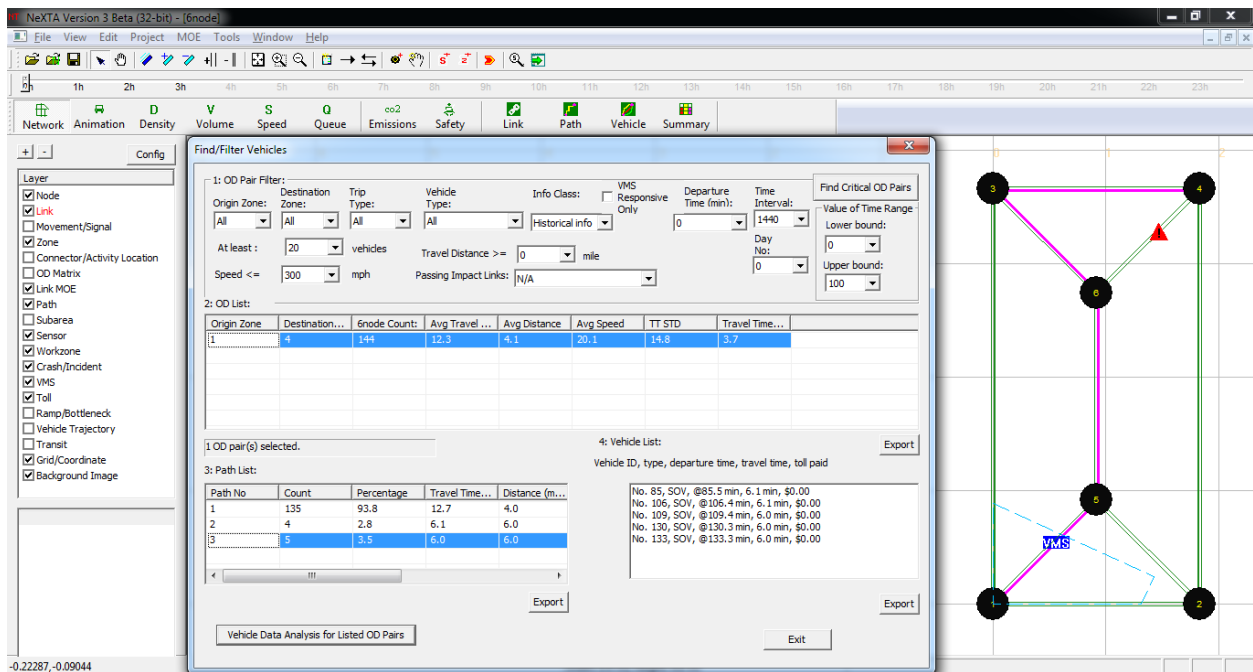 NeXTA Version 3 Beta (32-bit) - [6node]
File View Edit Project MOE Tools Window Help
0h 1h 2h 3h 4h 5h 6h 7h 8h 9h 10h 11h 12h 13h 14h 15h 16h 17h 18h 19h 20h 21h 22h 23h
D V S Q co2
Network Animation Density Volume Speed Queue Emissions Safety Link Path Vehicle Summary
+ - Config
Layer
Node
Link
Movement/Signal
Zone
Connector/Activity Location
OD Matrix
Link MOE
Path
Subarea
Sensor
Workzone
Crash/Incident
VMS
Toll
Ramp/Bottleneck
Vehicle Trajectory
Transit
Grid/Coordinate
Background Image
Find/Filter Vehicles
1: OD Pair Filter:
Origin Zone: Destination Zone: Trip Type: Vehicle Type: Info Class: VMS Responsive Only Departure Time (min): Time Interval: Find Critical OD Pairs
All All All All Historical info 0 1440
Value of Time Range
Lower bound:
0
Upper bound:
100
At least : 20 vehicles Travel Distance >= 0 mile Day No: 0
Speed <= 300 mph Passing Impact Links: N/A
2: OD List:
Origin Zone Destination... 6node Count: Avg Travel ... Avg Distance Avg Speed TT STD Travel Time...
1 4 144 12.3 4.1 20.1 14.8 3.7
1 OD pair(s) selected.
3: Path List:
Path No Count Percentage Travel Time... Distance (m...
1 135 93.8 12.7 4.0
2 4 2.8 6.1 6.0
3 5 3.5 6.0 6.0
Export
Vehicle Data Analysis for Listed OD Pairs
4: Vehicle List:
Export
Vehicle ID, type, departure time, travel time, toll paid
No. 85, SOV, @85.5 min, 6.1 min, $0.00
No. 106, SOV, @106.4 min, 6.1 min, $0.00
No. 109, SOV, @109.4 min, 6.0 min, $0.00
No. 130, SOV, @130.3 min, 6.0 min, $0.00
No. 133, SOV, @133.3 min, 6.0 min, $0.00
Export
Exit
0 1 2
3 4
6
5
VMS
1 2
-0.22287,-0.09044